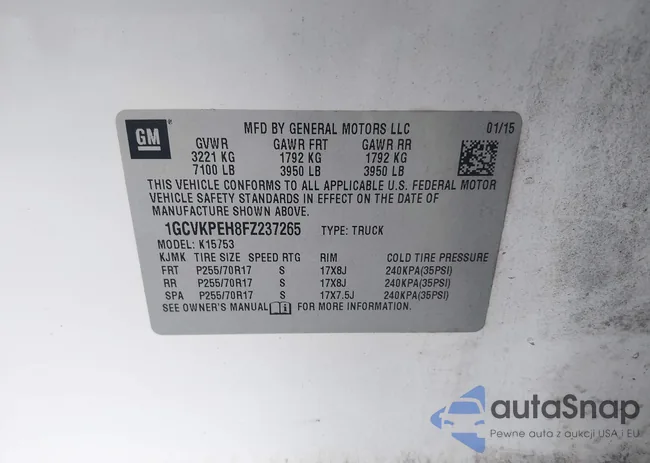 GM
MFD BY GENERAL MOTORS LLC 01/15
GVWR GAWR FRT GAWR RR
3221 KG 1792 KG 1792 KG
7100 LB 3950 LB 3950 LB
THIS VEHICLE CONFORMS TO ALL APPLICABLE U.S. FEDERAL MOTOR
VEHICLE SAFETY STANDARDS IN EFFECT ON THE DATE OF
MANUFACTURE SHOWN ABOVE.
1GCVKPEH8FZ237265 TYPE: TRUCK
MODEL: K15753
KJMK TIRE SIZE SPEED RTG RIM COLD TIRE PRESSURE
FRT P255/70R17 S 17X8J 240KPA(35PSI)
RR P255/70R17 S 17X8J 240KPA(35PSI)
SPA P255/70R17 S 17X7.5J 240KPA(35PSI)
SEE OWNER'S MANUAL FOR MORE INFORMATION.
autaSnap
Pewne auta z aukcji USA i EU